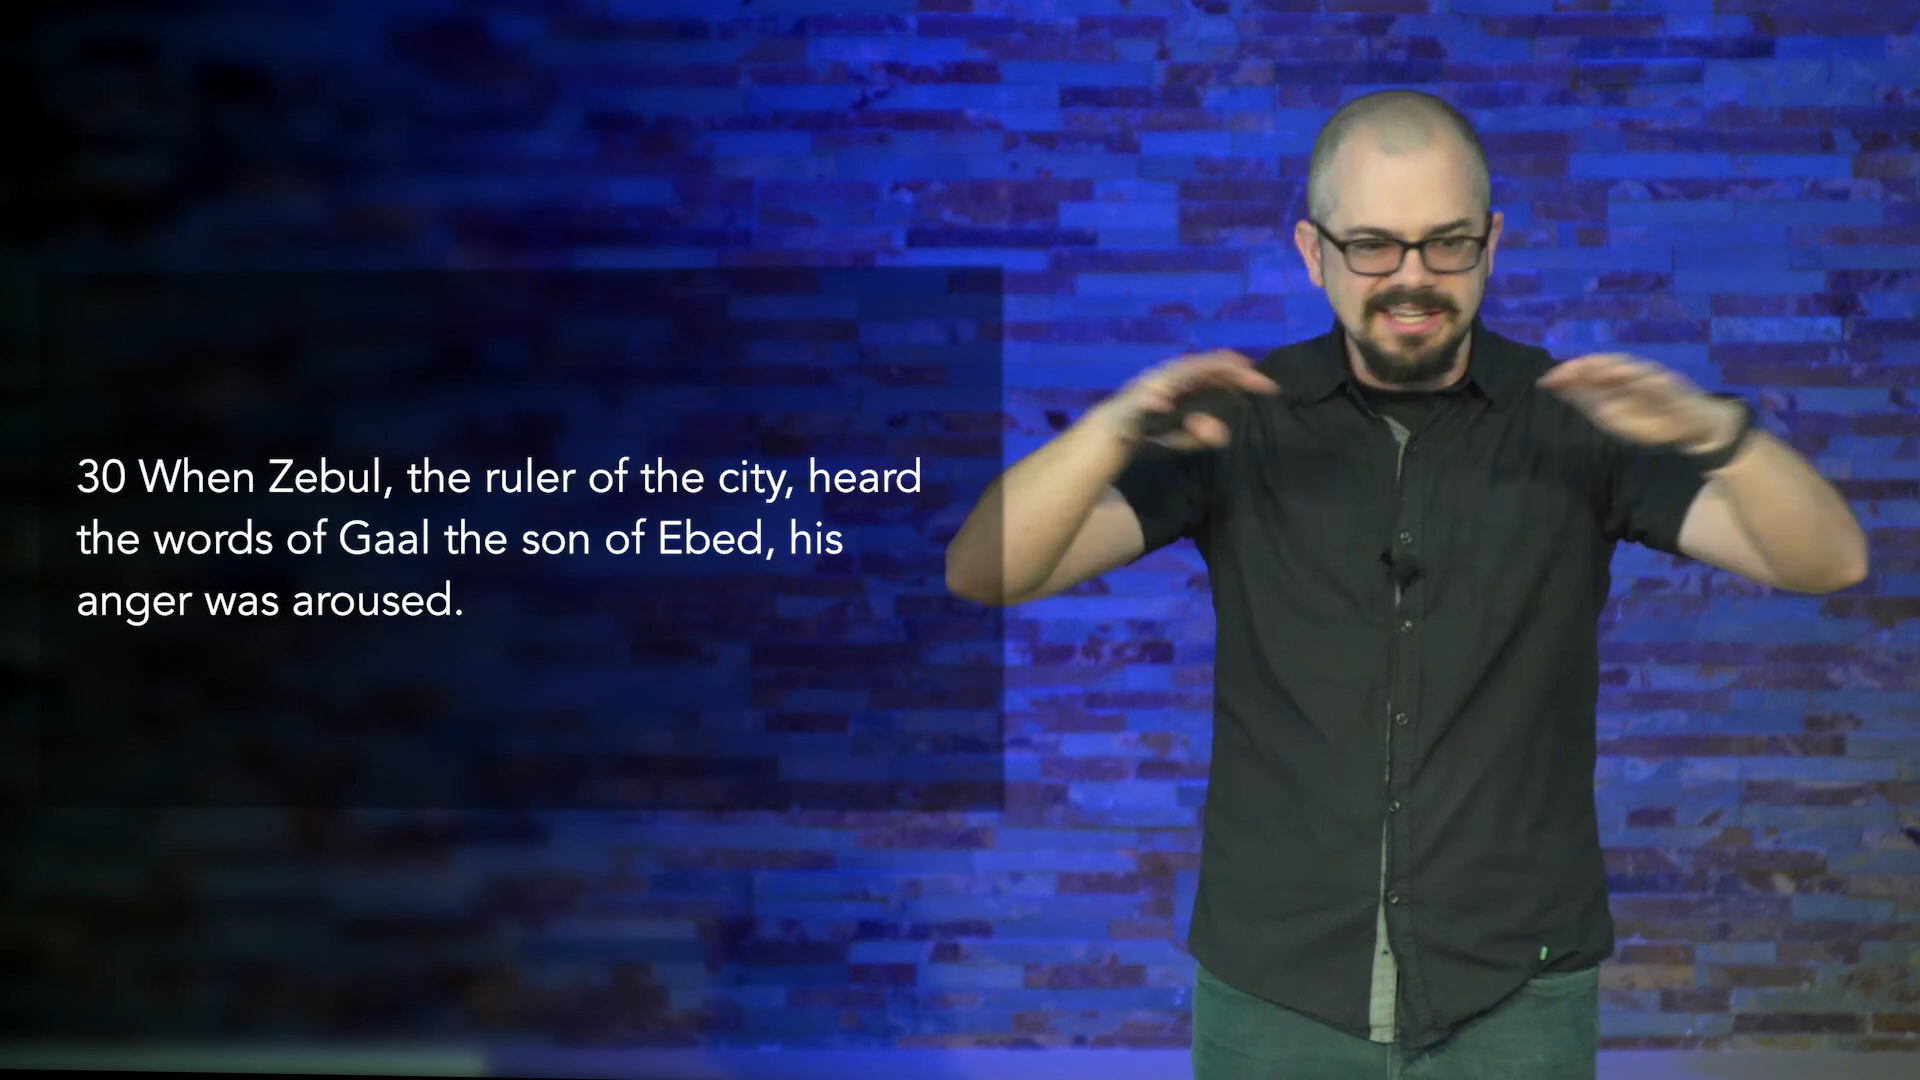 30 When Zebul, the ruler of the city, heard
the words of Gaal the son of Ebed, his
anger was aroused.